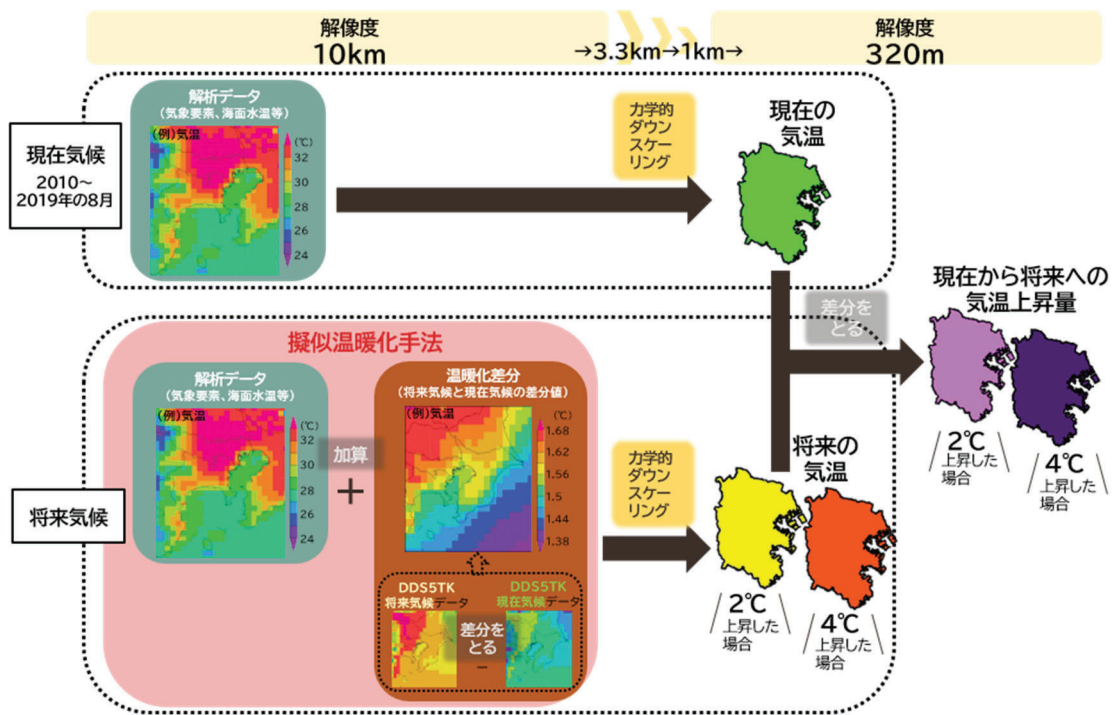 解像度
10km
→3.3km→1km→
解像度
320m
現在気候
2010～
2019年の8月
解析データ
(気象要素、海面水温等)
(例)気温
(℃)
32
30
28
26
24
力学的
ダウン
スケー
リング
現在の
気温
差分を
とる
現在から将来への
気温上昇量
2℃
上昇した
場合
4℃
上昇した
場合
将来気候
擬似温暖化手法
解析データ
(気象要素、海面水温等)
(例)気温
(℃)
32
30
28
26
24
加算
+
温暖化差分
(将来気候と現在気候の差分値)
(例)気温
(℃)
1.68
1.62
1.56
1.5
1.44
1.38
DDS5TK
将来気候データ
差分を
とる
-
DDS5TK
現在気候データ
力学的
ダウン
スケー
リング
将来の
気温
2℃
上昇した
場合
4℃
上昇した
場合